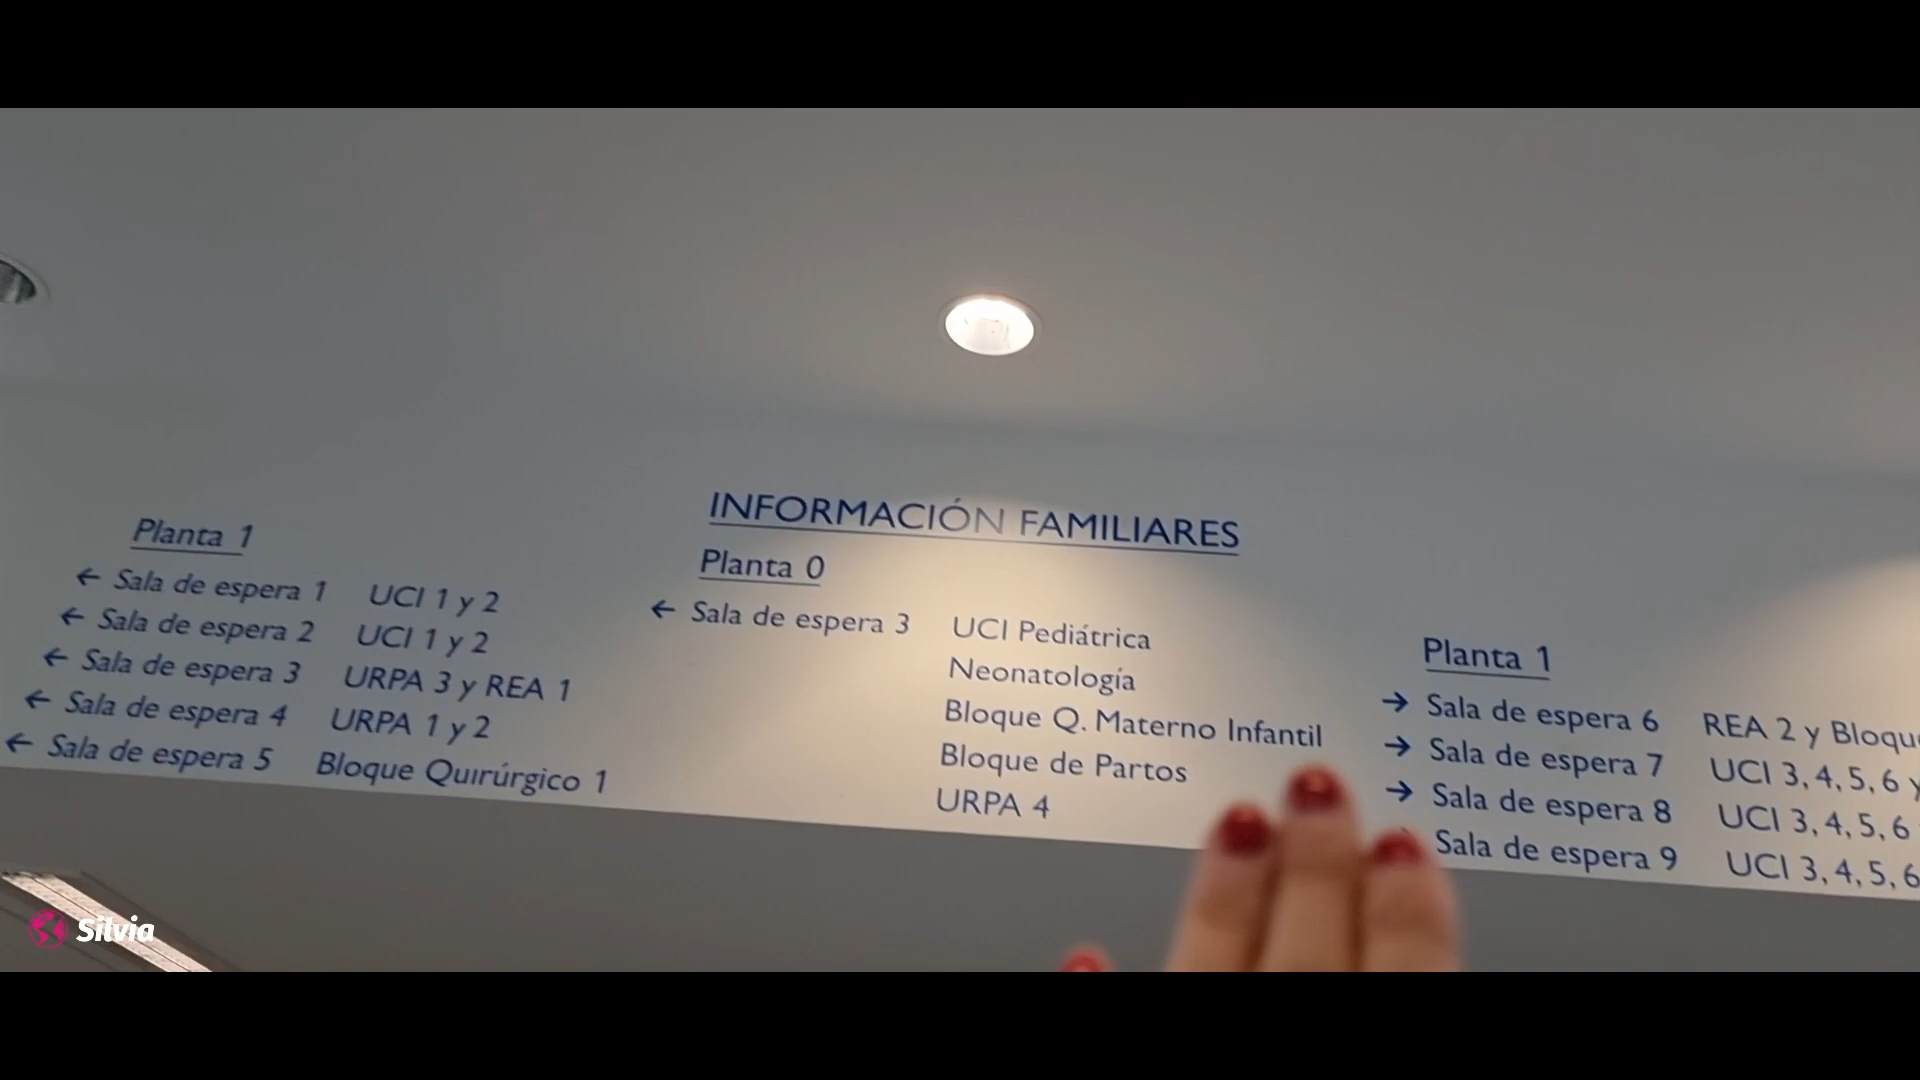 INFORMACIÓN FAMILIARES
Planta 1
← Sala de espera 1 UCI 1 y 2
← Sala de espera 2 UCI 1 y 2
← Sala de espera 3 URPA 3 y REA 1
← Sala de espera 4 URPA 1 y 2
← Sala de espera 5 Bloque Quirúrgico 1
Planta 0
← Sala de espera 3 UCI Pediátrica
Neonatología
Bloque Q. Materno Infantil
Bloque de Partos
URPA 4
Planta 1
→ Sala de espera 6 REA 2 y
→ Sala de espera 7 UCI 3, 4, 5, 6 y
→ Sala de espera 8 UCI 3, 4, 5, 6
Sala de espera 9 UCI 3, 4, 5, 6
Silvia